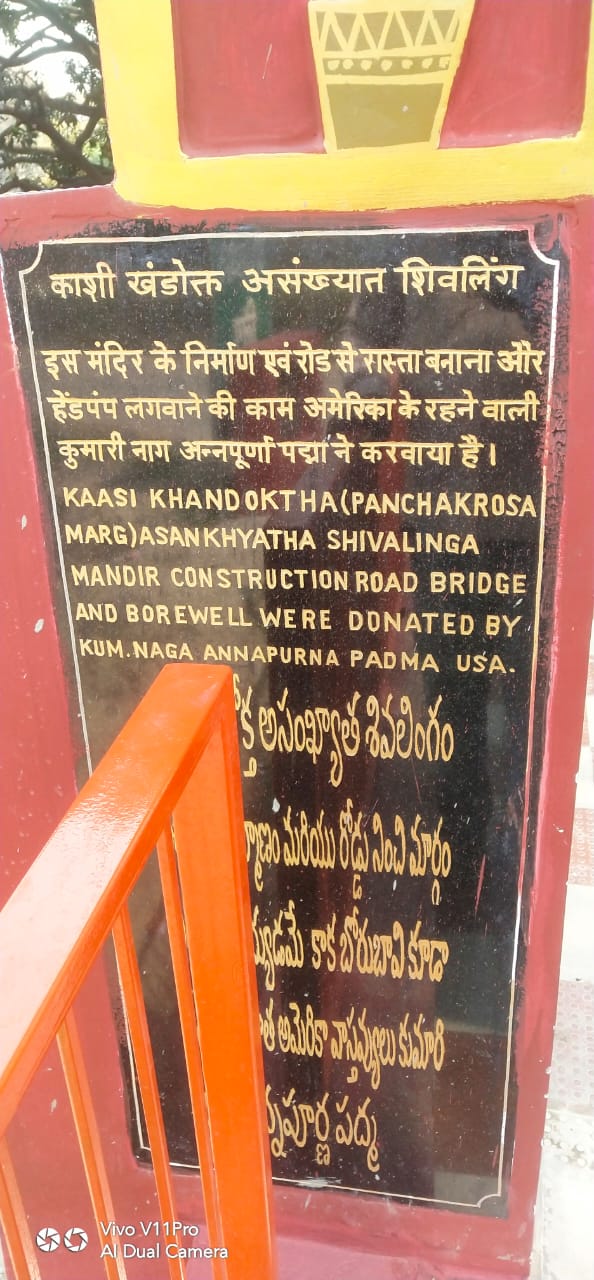 काशी खंडोक्त असंख्यात शिवलिंग
इस मंदिर के निर्माण एवं रोड से रास्ता बनाना और
हेंडपंप लगवाने की काम अमेरिका के रहने वाली
कुमारी नाग अन्नपूर्णा पद्मा ने करवाया है।
KAASI KHANDOKTHA(PANCHAKROSA
MARG)ASANKHYATHA SHIVALINGA
MANDIR CONSTRUCTION ROAD BRIDGE
AND BOREWELL WERE DONATED BY
KUM.NAGA ANNAPURNA PADMA USA.
అసంఖ్యాత శివలింగం
మరియు రోడ్డు నించి మార్గం
కాక బోరుబావి కూడా
అమెరికా వాస్తవ్యులు కుమారి
పద్మ
Vivo V11Pro
AI Dual Camera